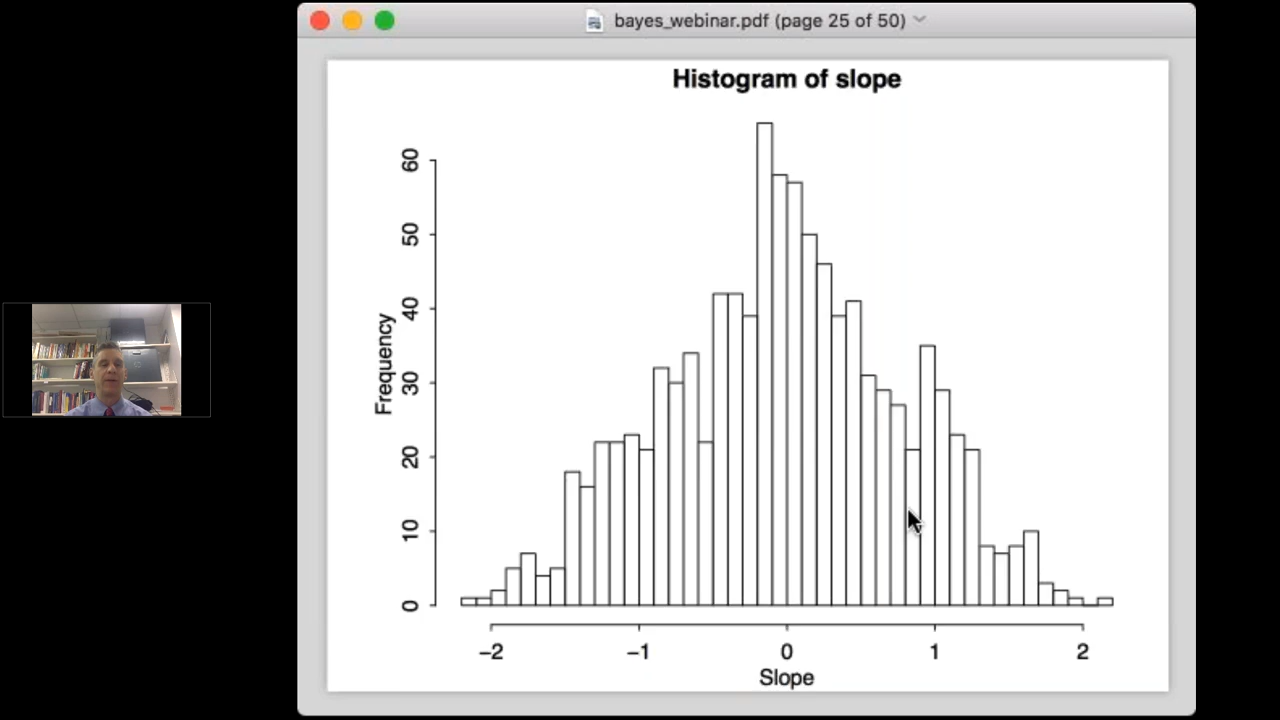 bayes_webinar.pdf (page 25 of 50)
Histogram of slope
60
50
40
30
20
10
0
Frequency
−2 −1 0 1 2
Slope